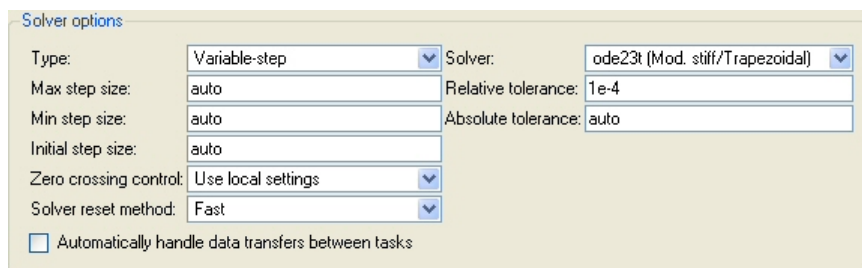 Solver options
Type: Variable-step Solver: ode23t (Mod. stiff/Trapezoidal)
Max step size: auto Relative tolerance: 1e-4
Min step size: auto Absolute tolerance: auto
Initial step size: auto
Zero crossing control: Use local settings
Solver reset method: Fast
Automatically handle data transfers between tasks